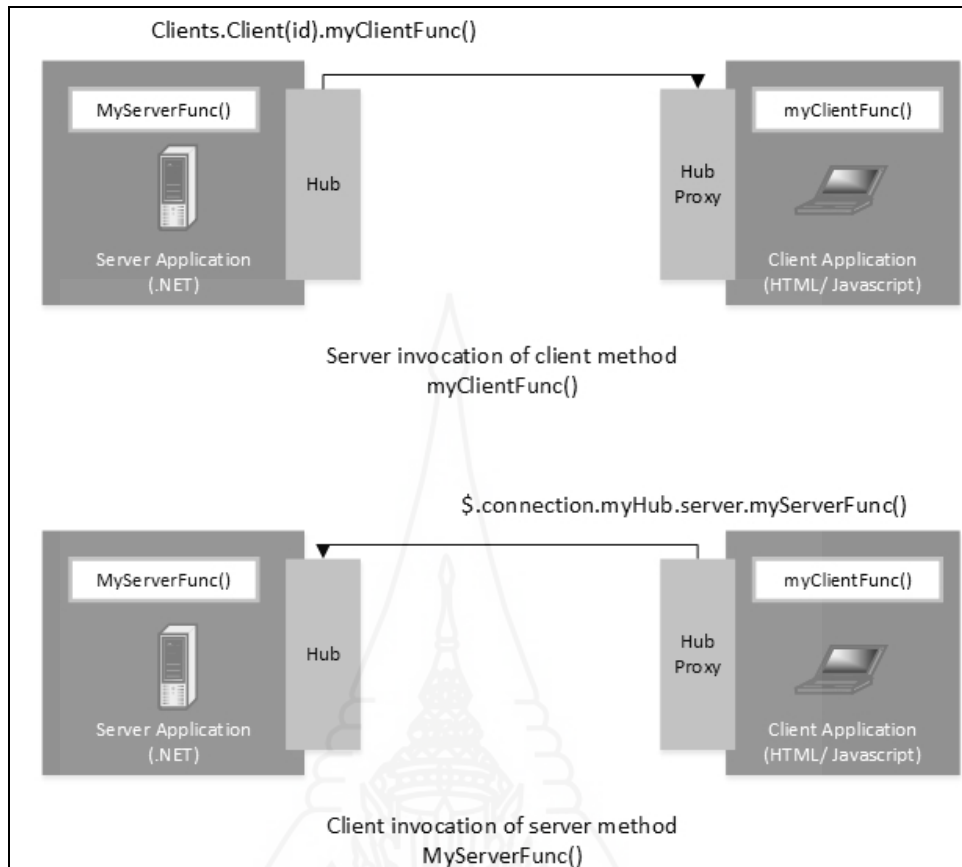 Clients.Client(id).myClientFunc()
MyServerFunc()
myClientFunc()
Hub
Hub
Proxy
Server Application
(.NET)
Client Application
(HTML/ Javascript)
Server invocation of client method
myClientFunc()
$.connection.myHub.server.myServerFunc()
MyServerFunc()
myClientFunc()
Hub
Hub
Proxy
Server Application
(.NET)
Client Application
(HTML/ Javascript)
Client invocation of server method
MyServerFunc()